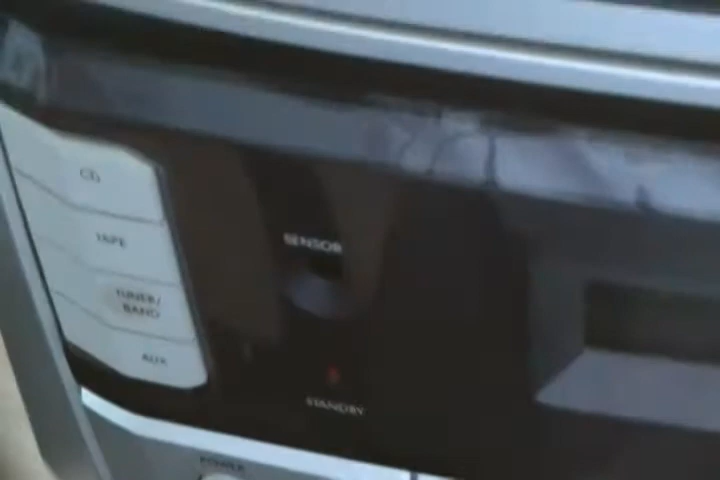 CD
TAPE
TUNER/
BAND
AUX
SENSOR
STANDBY
POWER